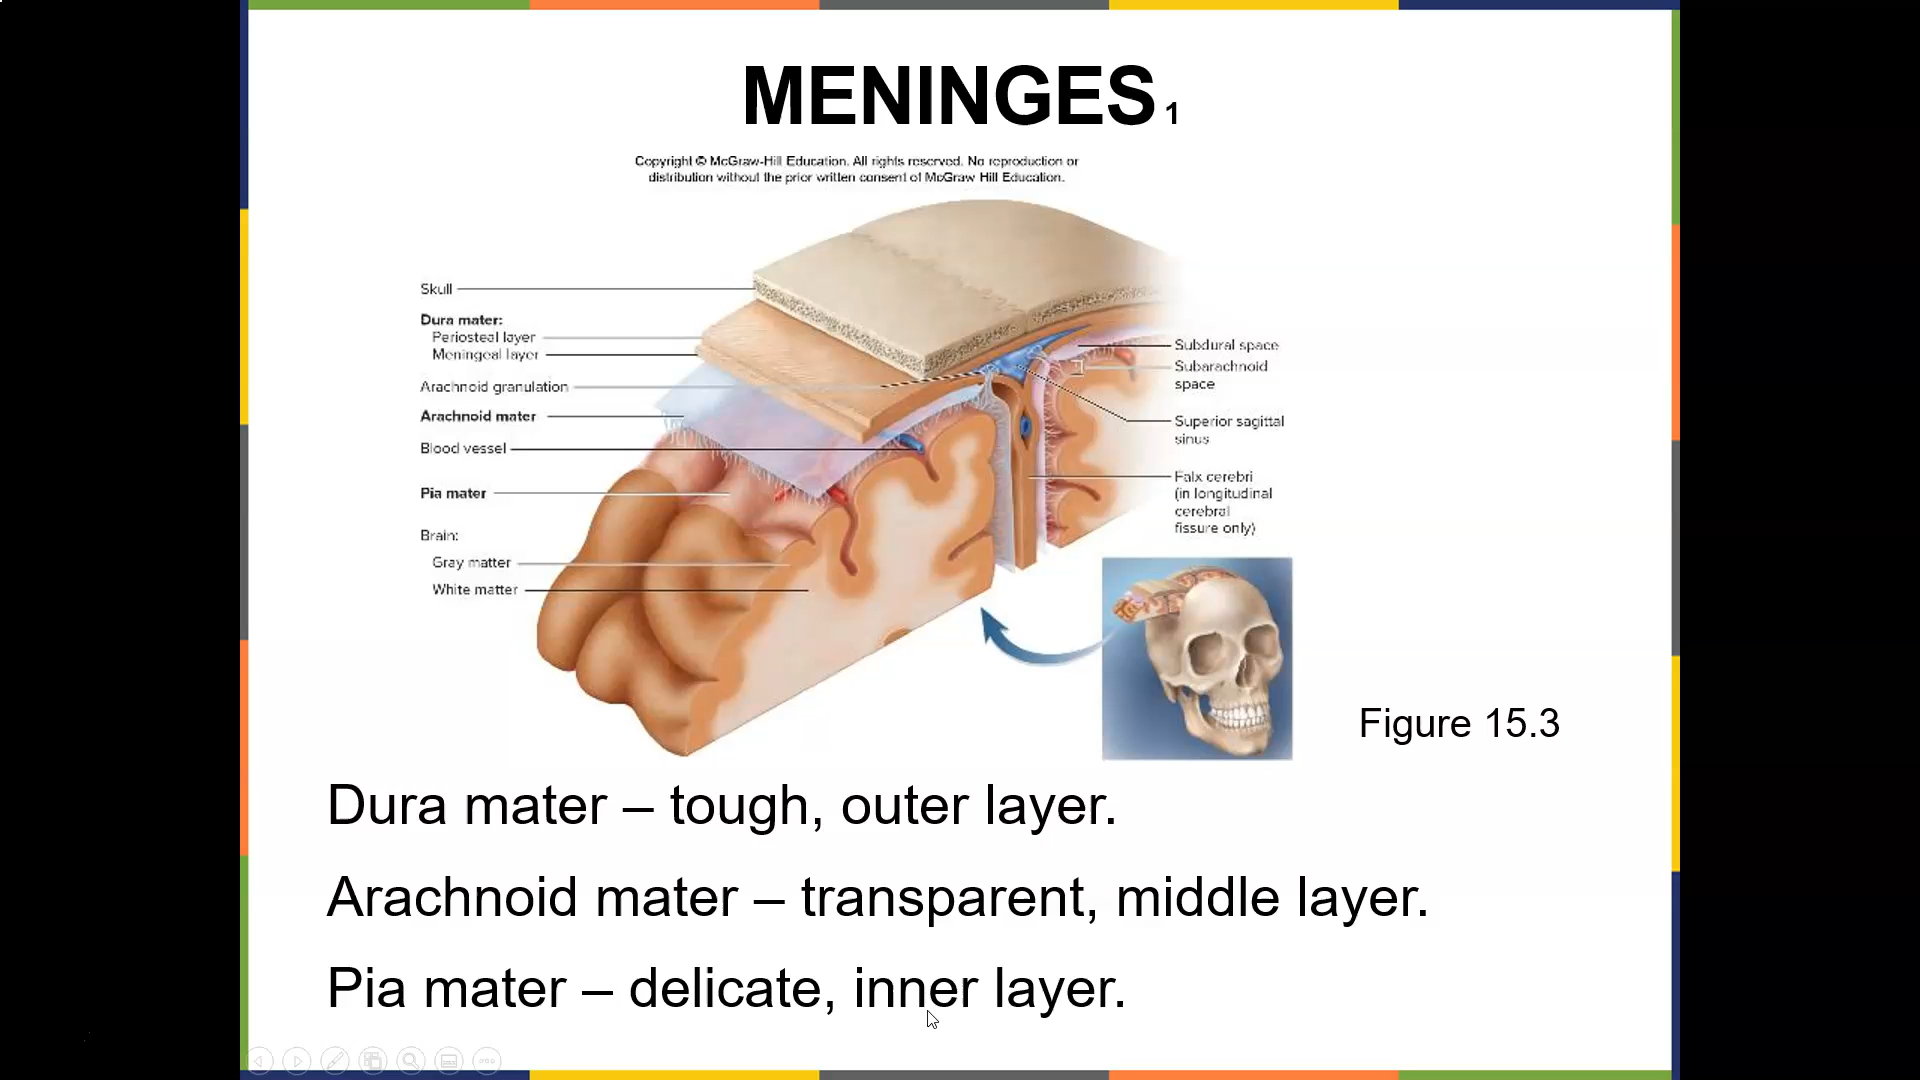 MENINGES 1
Copyright © McGraw-Hill Education. All rights reserved. No reproduction or
distribution without the prior written consent of McGraw Hill Education.
Skull
Dura mater:
Periosteal layer
Meningeal layer
Arachnoid granulation
Arachnoid mater
Blood vessel
Pia mater
Brain:
Gray matter
White matter
Subdural space
Subarachnoid
space
Superior sagittal
sinus
Falx cerebri
(in longitudinal
cerebral
fissure only)
Figure 15.3
Dura mater – tough, outer layer.
Arachnoid mater – transparent, middle layer.
Pia mater – delicate, inner layer.